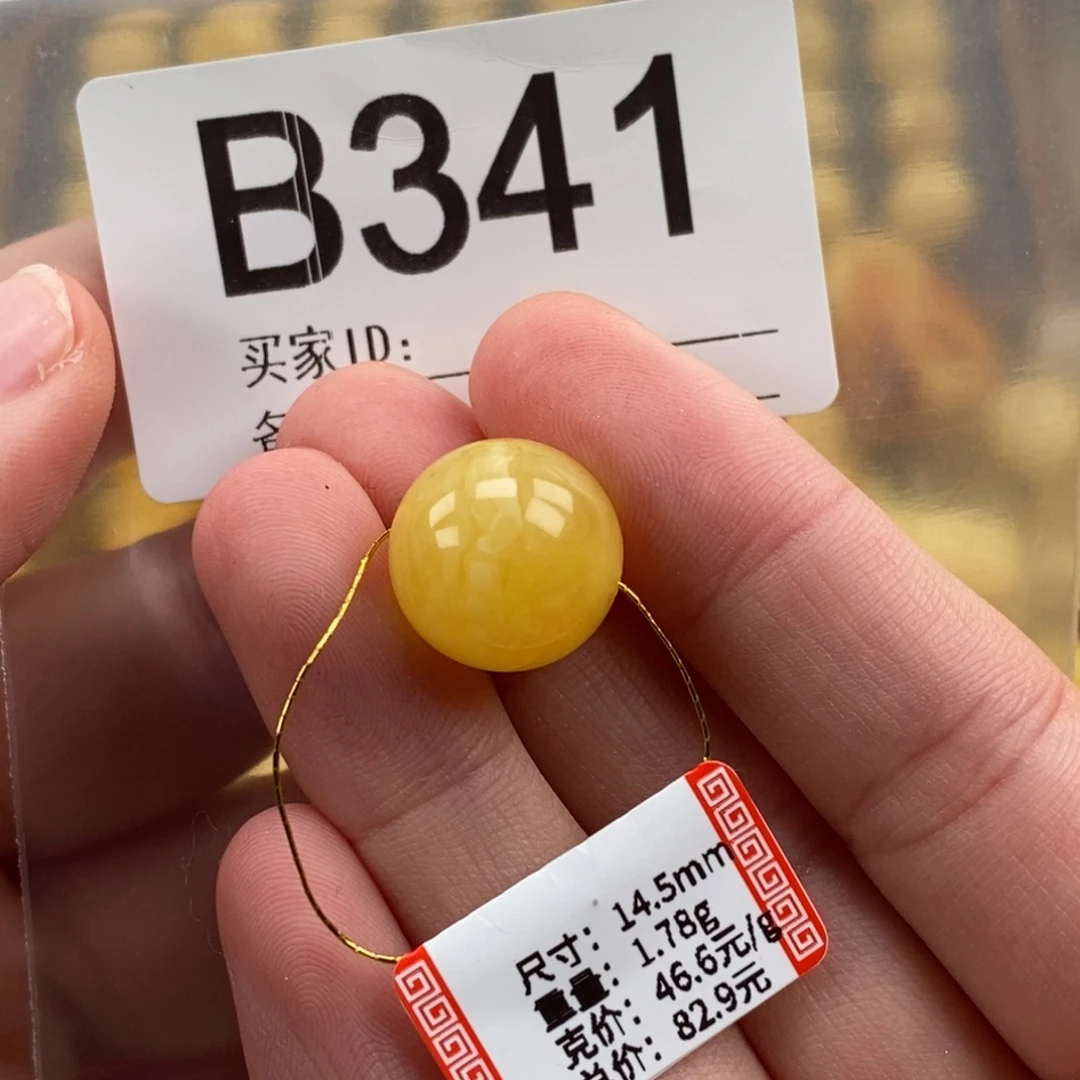 B341
买家ID:
尺寸: 14.5mm
重量: 1.78g
克价: 46.6元/g
总价: 82.9元